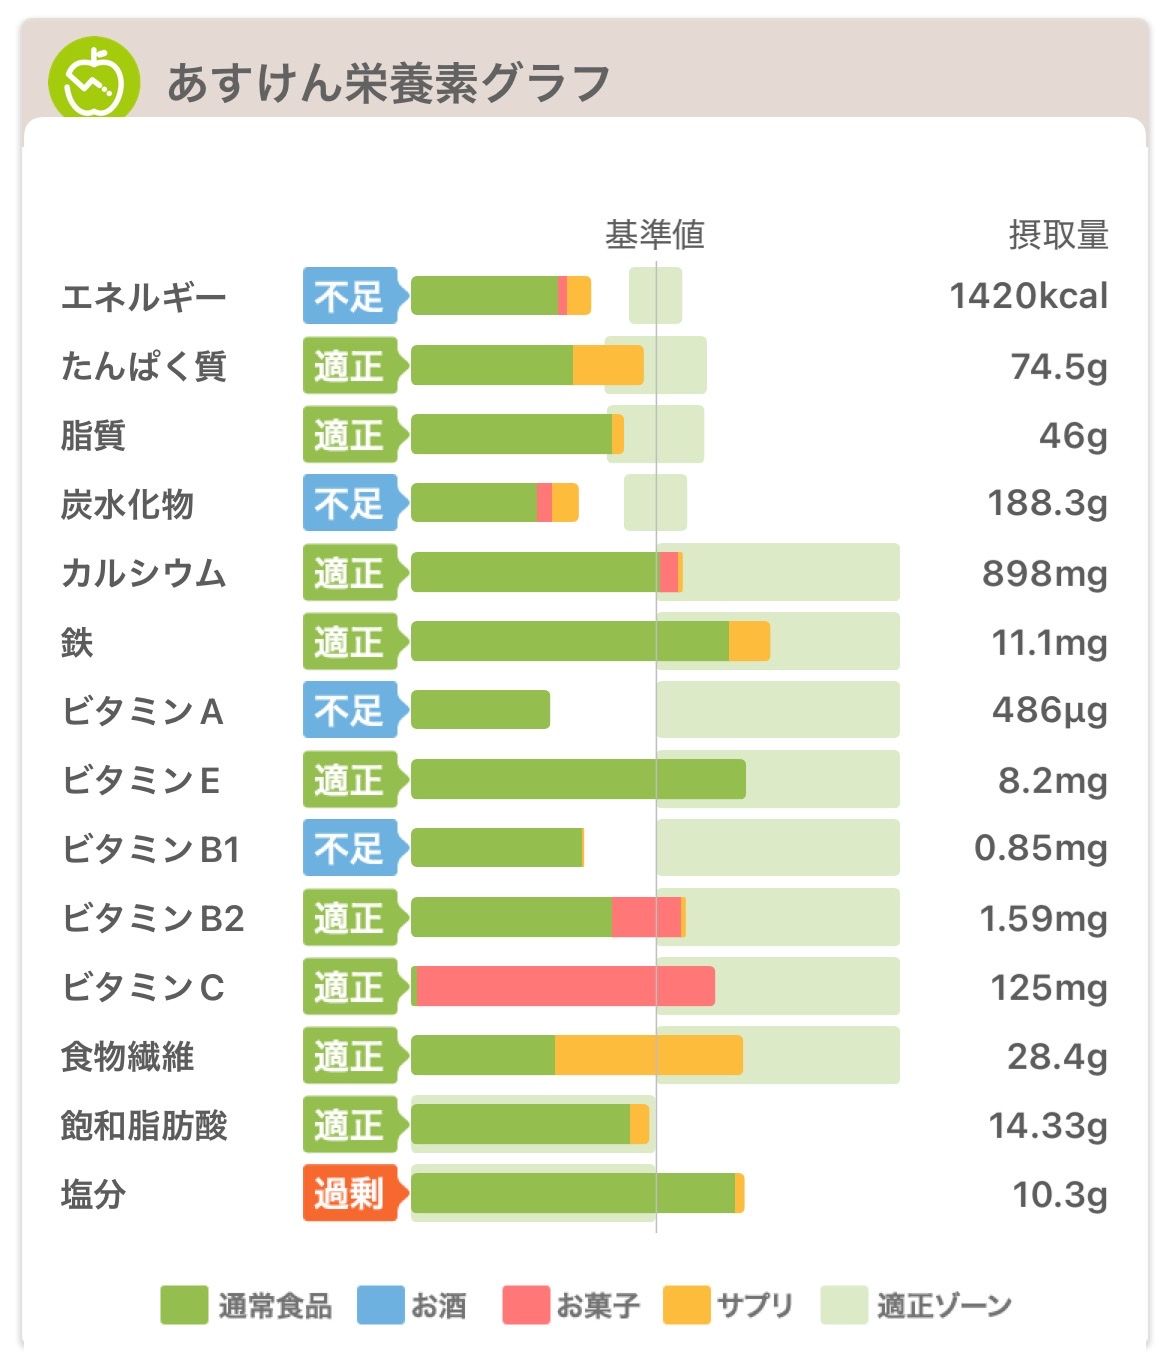 あすけん栄養素グラフ
基準値 摂取量
エネルギー 不足 1420kcal
たんぱく質 適正 74.5g
脂質 適正 46g
炭水化物 不足 188.3g
カルシウム 適正 898mg
鉄 適正 11.1mg
ビタミンA 不足 486μg
ビタミンE 適正 8.2mg
ビタミンB1 不足 0.85mg
ビタミンB2 適正 1.59mg
ビタミンC 適正 125mg
食物繊維 適正 28.4g
飽和脂肪酸 適正 14.33g
塩分 過剰 10.3g
通常食品 お酒 お菓子 サプリ 適正ゾーン